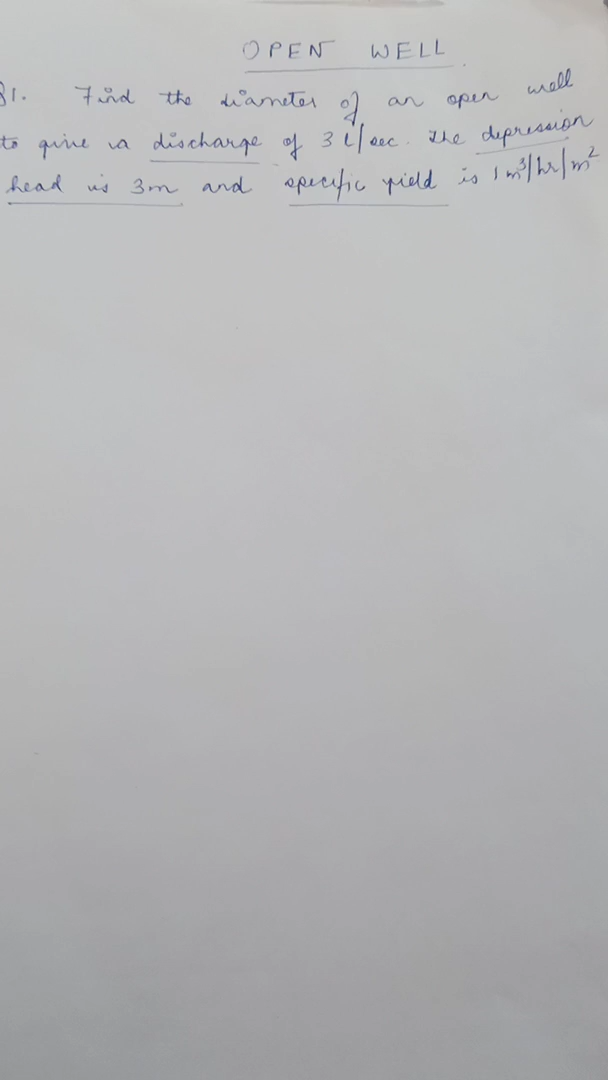 OPEN WELL
Q1. Find the diameter of an open well
to give a discharge of 3 l/sec. The depression
head is 3m and specific yield is 1 m³/hr/m²